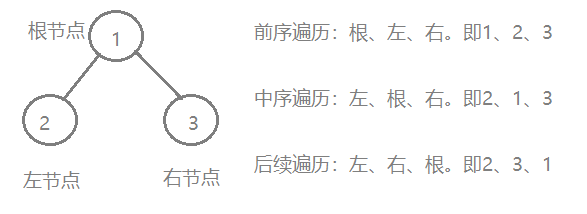 根节点
1
前序遍历：根、左、右。即1、2、3
中序遍历：左、根、右。即2、1、3
2
3
后续遍历：左、右、根。即2、3、1
左节点
右节点